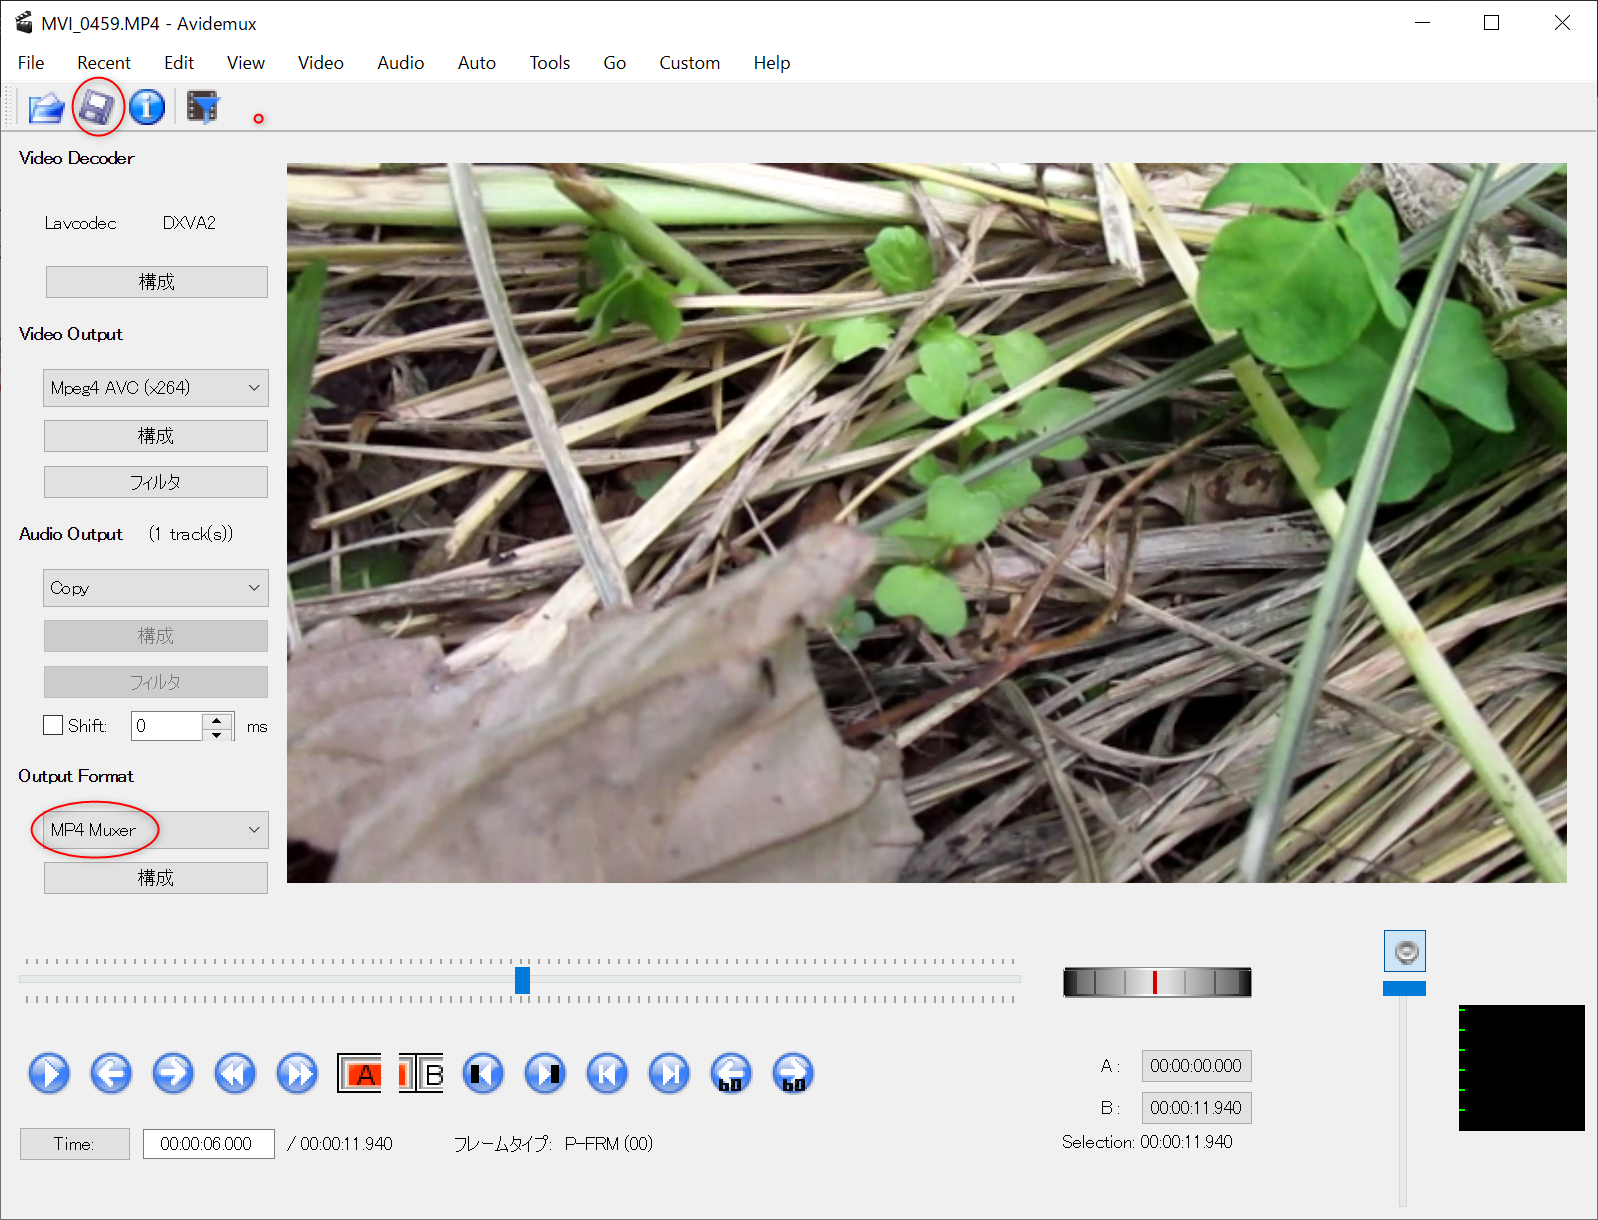 MVI_0459.MP4 - Avidemux
File Recent Edit View Video Audio Auto Tools Go Custom Help
Video Decoder
Lavcodec DXVA2
構成
Video Output
Mpeg4 AVC (x264)
構成
フィルタ
Audio Output (1 track(s))
Copy
構成
フィルタ
Shift: 0 ms
Output Format
MP4 Muxer
構成
A B
60 60
A: 00:00:00.000
B: 00:00:11.940
Selection: 00:00:11.940
Time: 00:00:06.000 / 00:00:11.940 フレームタイプ: P-FRM (00)